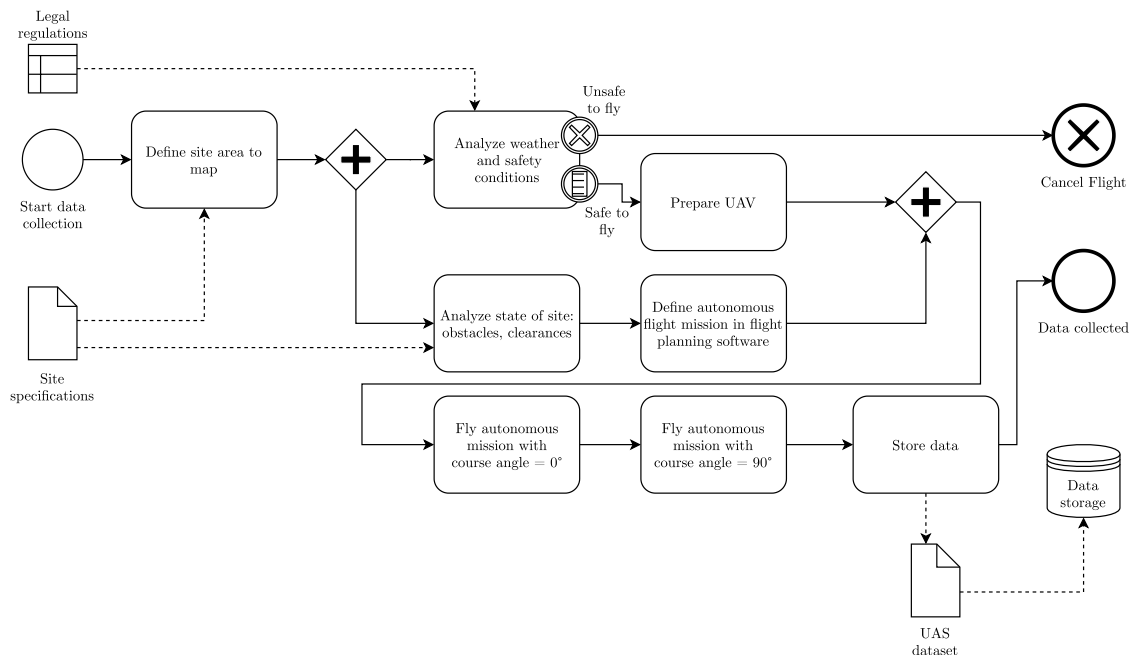 Legal
regulations
Unsafe
to fly
Define site area to
map
Analyze weather
and safety
conditions
Cancel Flight
Start data
collection
Safe to
fly
Prepare UAV
Analyze state of site:
obstacles, clearances
Define autonomous
flight mission in flight
planning software
Data collected
Site
specifications
Fly autonomous
mission with
course angle = 0°
Fly autonomous
mission with
course angle = 90°
Store data
Data
storage
UAS
dataset